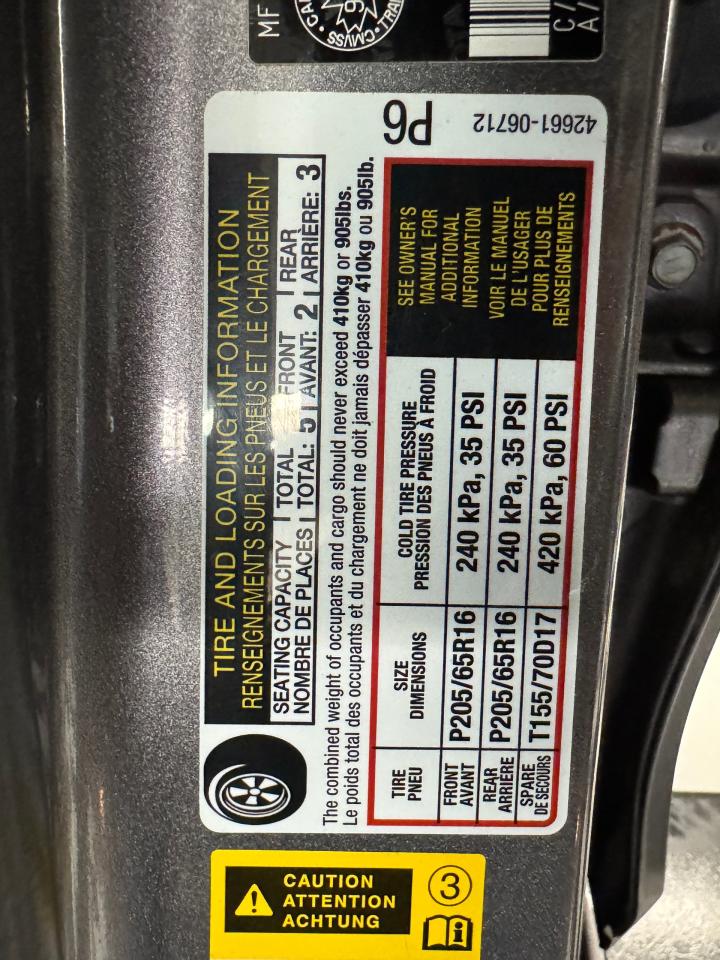 MF
CMVSS
C/
A/
P6
42661-06712
TIRE AND LOADING INFORMATION
RENSEIGNEMENTS SUR LES PNEUS ET LE CHARGEMENT
SEATING CAPACITY | TOTAL | FRONT | REAR
NOMBRE DE PLACES | TOTAL: 5 | AVANT: 2 | ARRIÈRE: 3
The combined weight of occupants and cargo should never exceed 410kg or 905lbs.
Le poids total des occupants et du chargement ne doit jamais dépasser 410kg ou 905lb.
TIRE
PNEU
SIZE
DIMENSIONS
COLD TIRE PRESSURE
PRESSION DES PNEUS À FROID
FRONT
AVANT
P205/65R16
240 kPa, 35 PSI
REAR
ARRIÈRE
P205/65R16
240 kPa, 35 PSI
SPARE
DE SECOURS
T155/70D17
420 kPa, 60 PSI
SEE OWNER'S
MANUAL FOR
ADDITIONAL
INFORMATION
VOIR LE MANUEL
DE L'USAGER
POUR PLUS DE
RENSEIGNEMENTS
CAUTION
ATTENTION
ACHTUNG
3